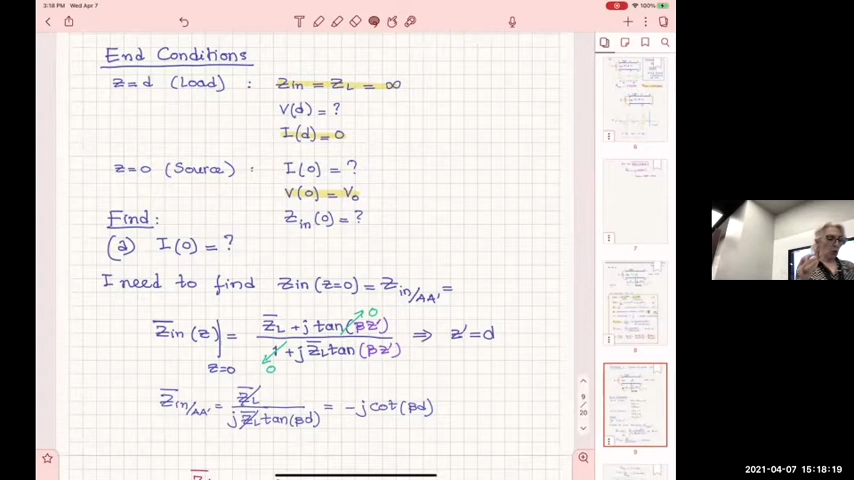 3:18 PM Wed Apr 7
100%
End Conditions
z=d (Load) : Zin = ZL = ∞
V(d) = ?
I(d) = 0
z=0 (Source) : I(0) = ?
V(0) = V0
Zin(0) = ?
Find:
(a) I(0) = ?
I need to find Zin(z=0) = Zin/AA' =
Z̅in(z)|z=0 = (Z̅L + j tan(βz')) / (1 + j Z̅L tan(βz')) ⇒ z'=d
0
0
Z̅in/AA' = Z̅L / (j Z̅L tan(βd)) = -j cot(βd)
6
7
8
9
9
/
20
2021-04-07 15:18:19